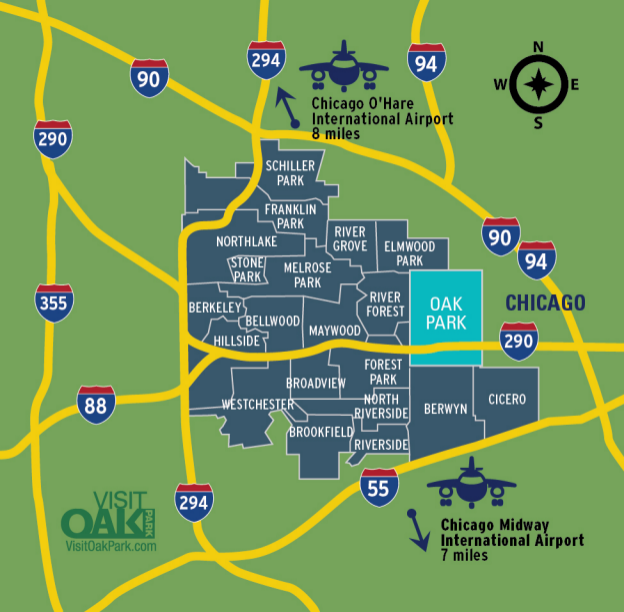 294
94
90
N
W
E
S
Chicago O'Hare
International Airport
8 miles
290
SCHILLER
PARK
FRANKLIN
PARK
NORTHLAKE
RIVER
GROVE
ELMWOOD
PARK
90
94
STONE
PARK
MELROSE
PARK
355
BERKELEY
BELLWOOD
MAYWOOD
RIVER
FOREST
OAK
PARK
CHICAGO
HILLSIDE
290
88
BROADVIEW
FOREST
PARK
WESTCHESTER
NORTH
RIVERSIDE
BERWYN
CICERO
BROOKFIELD
RIVERSIDE
294
55
VISIT
OAK
PARK
VisitOakPark.com
Chicago Midway
International Airport
7 miles